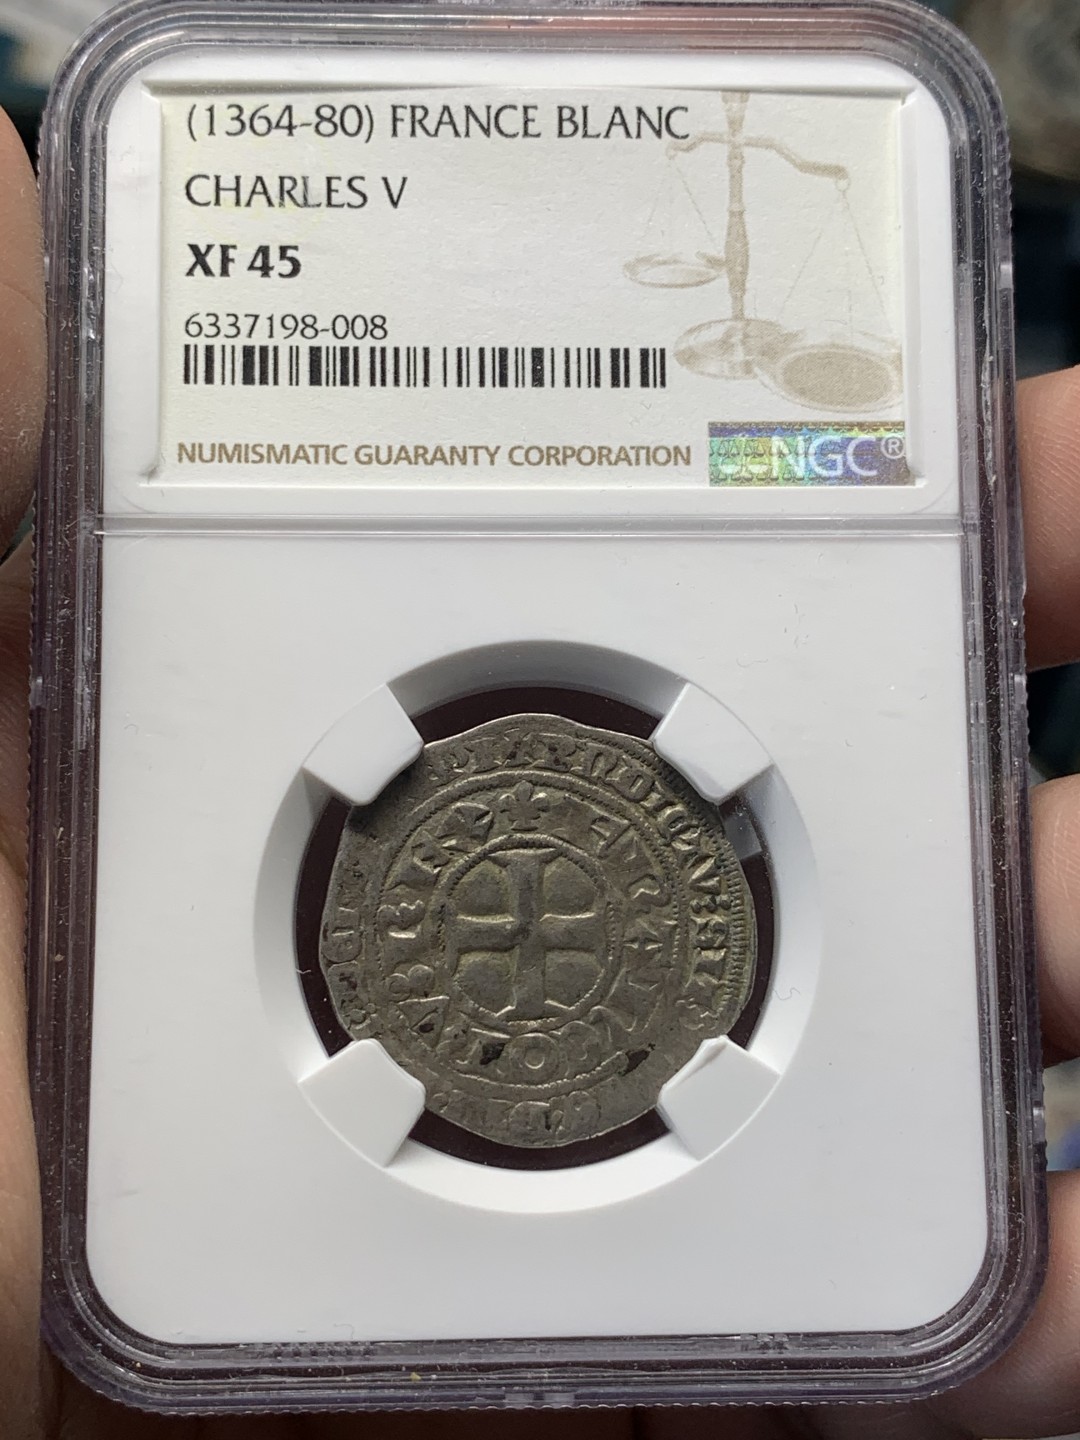 (1364-80) FRANCE BLANC
CHARLES V
XF 45
6337198-008
NUMISMATIC GUARANTY CORPORATION
NGC®